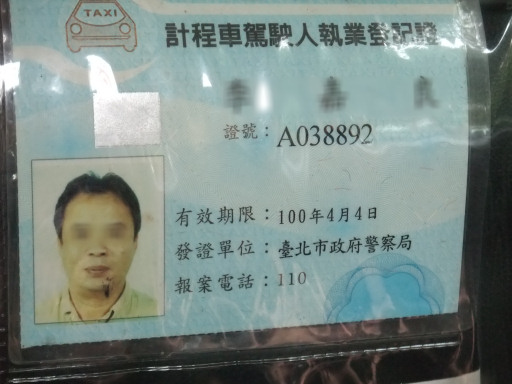 TAXI
計程車駕駛人執業登記證
證號：A038892
有效期限：100年4月4日
發證單位：臺北市政府警察局
報案電話：110